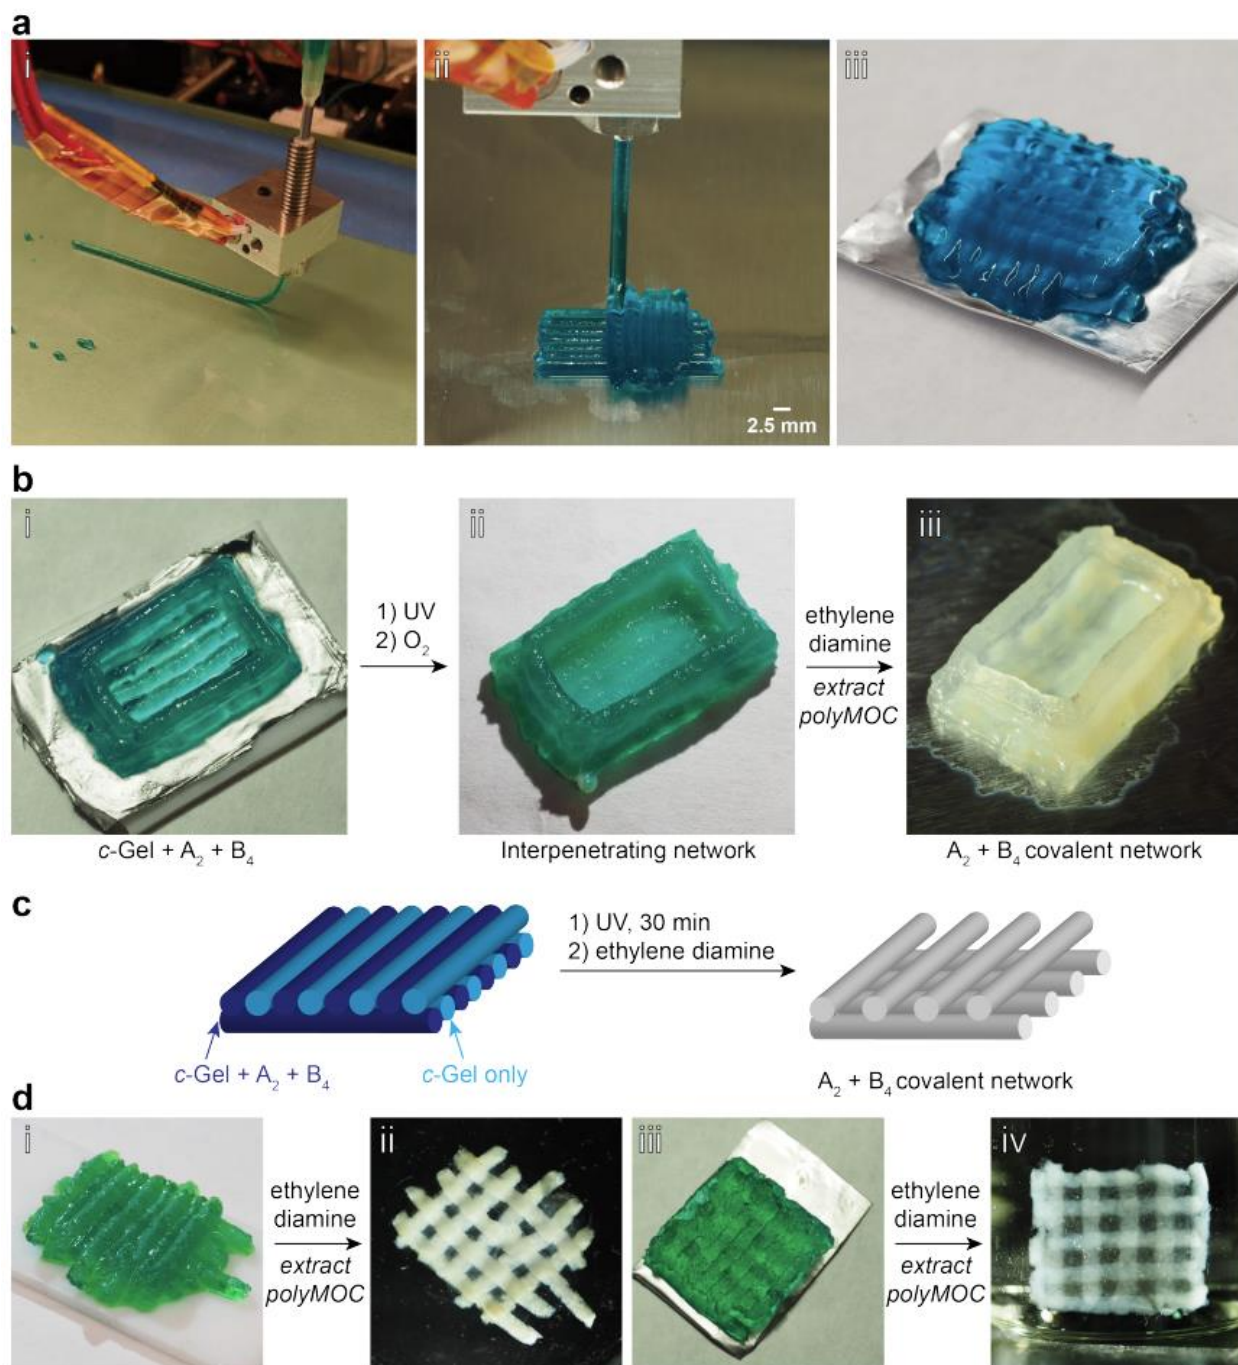 a
i
ii
iii
2.5 mm
b
i
ii
iii
1) UV
2) O₂
ethylene
diamine
extract
polyMOC
c-Gel + A₂ + B₄
Interpenetrating network
A₂ + B₄ covalent network
c
1) UV, 30 min
2) ethylene diamine
c-Gel + A₂ + B₄
c-Gel only
A₂ + B₄ covalent network
d
i
ii
iii
iv
ethylene
diamine
extract
polyMOC
ethylene
diamine
extract
polyMOC